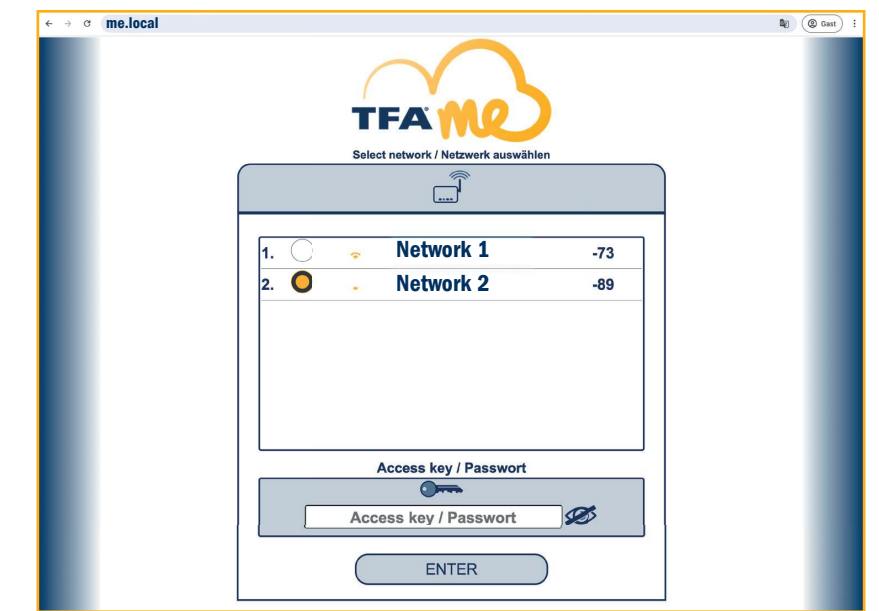 me.local
Gast
TFA me
Select network / Netzwerk auswählen
1. Network 1 -73
2. Network 2 -89
Access key / Passwort
Access key / Passwort
ENTER